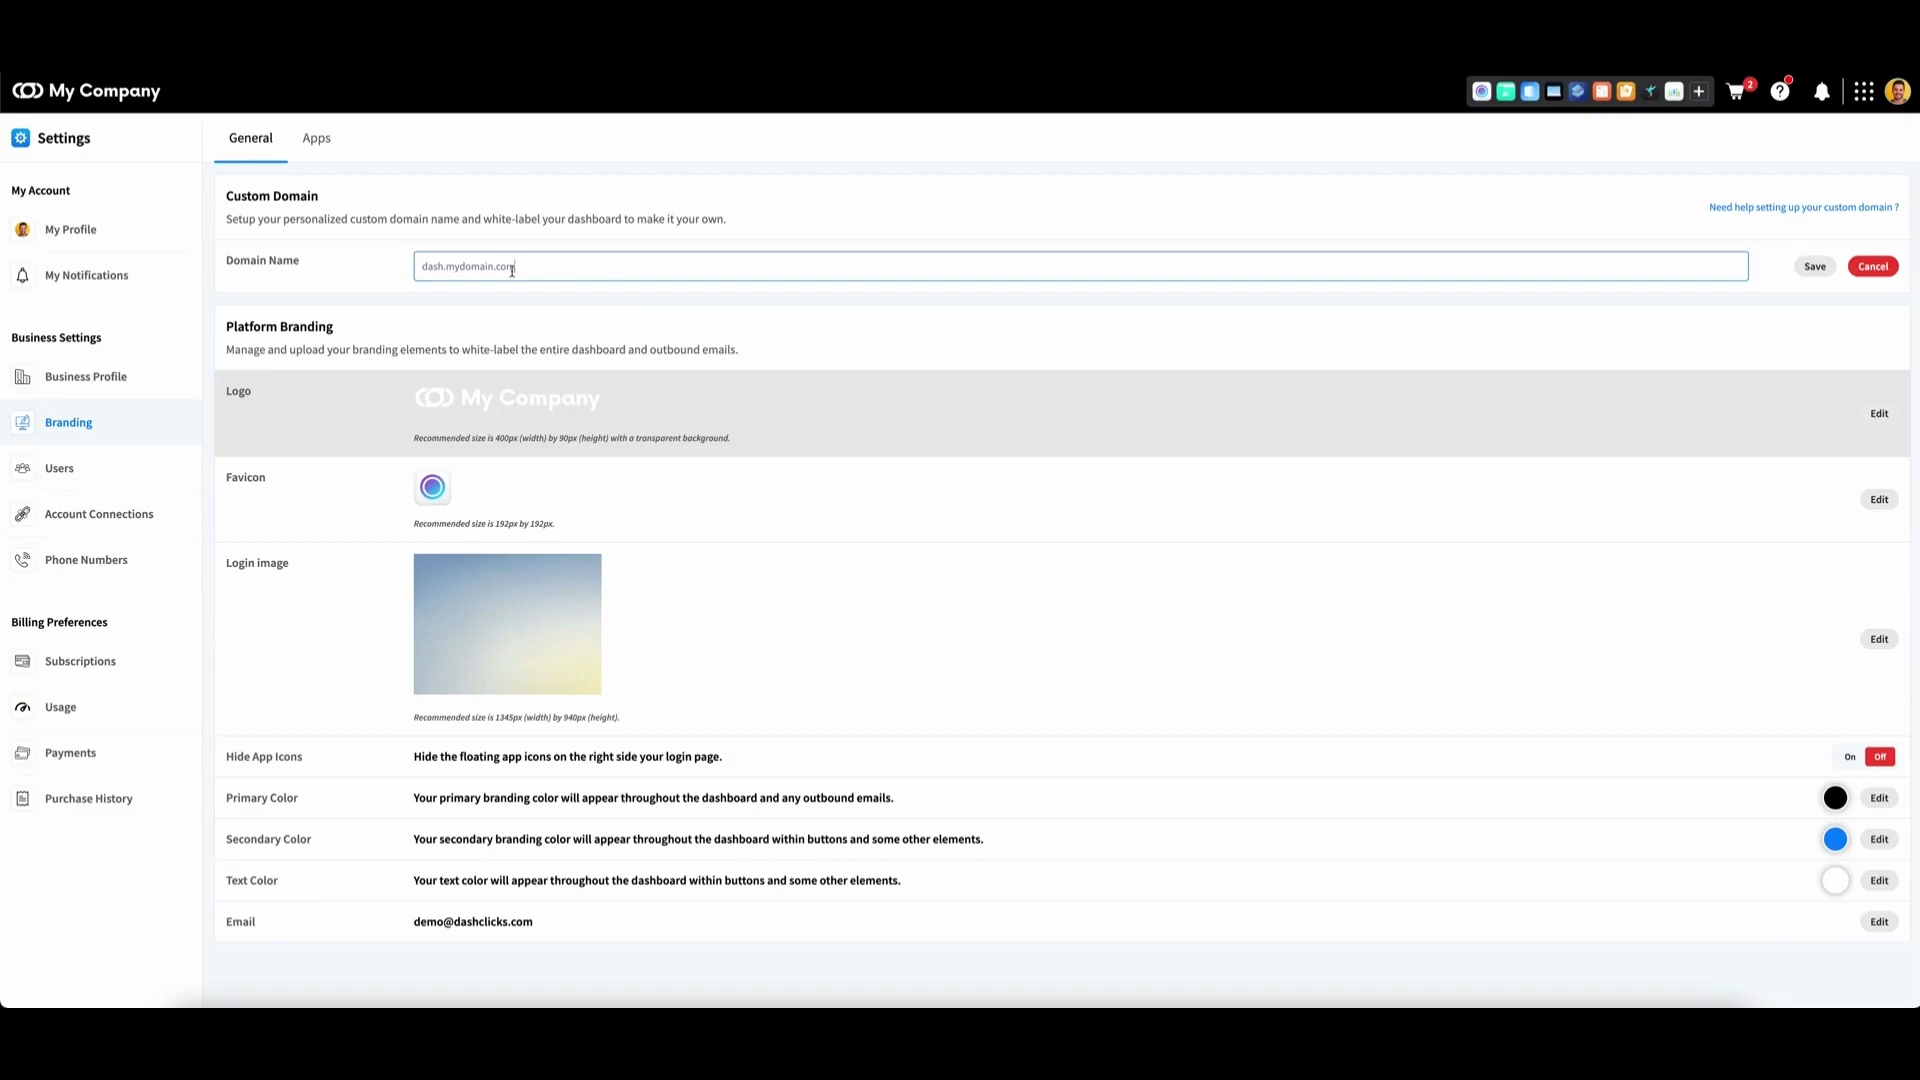 My Company
2
Settings
General
Apps
My Account
My Profile
My Notifications
Business Settings
Business Profile
Branding
Users
Account Connections
Phone Numbers
Billing Preferences
Subscriptions
Usage
Payments
Purchase History
Custom Domain
Setup your personalized custom domain name and white-label your dashboard to make it your own.
Need help setting up your custom domain ?
Domain Name
dash.mydomain.com
Save
Cancel
Platform Branding
Manage and upload your branding elements to white-label the entire dashboard and outbound emails.
Logo
My Company
Recommended size is 400px (width) by 90px (height) with a transparent background.
Edit
Favicon
Recommended size is 192px by 192px.
Edit
Login image
Recommended size is 1345px (width) by 940px (height).
Edit
Hide App Icons
Hide the floating app icons on the right side your login page.
On
Off
Primary Color
Your primary branding color will appear throughout the dashboard and any outbound emails.
Edit
Secondary Color
Your secondary branding color will appear throughout the dashboard within buttons and some other elements.
Edit
Text Color
Your text color will appear throughout the dashboard within buttons and some other elements.
Edit
Email
demo@dashclicks.com
Edit